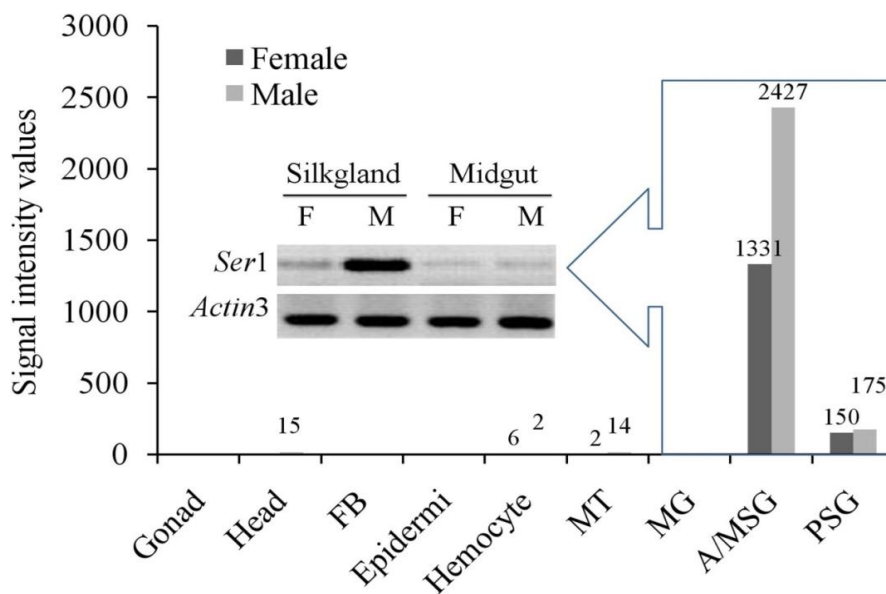 3000
Female
Male
2500
2427
2000
Silkgland Midgut
F M F M
1500
Ser1
1331
Actin3
1000
500
15 6 2 2 14 150 175
0
Gonad
Head
FB
Epidermi
Hemocyte
MT
MG
A/MSG
PSG
Signal intensity values